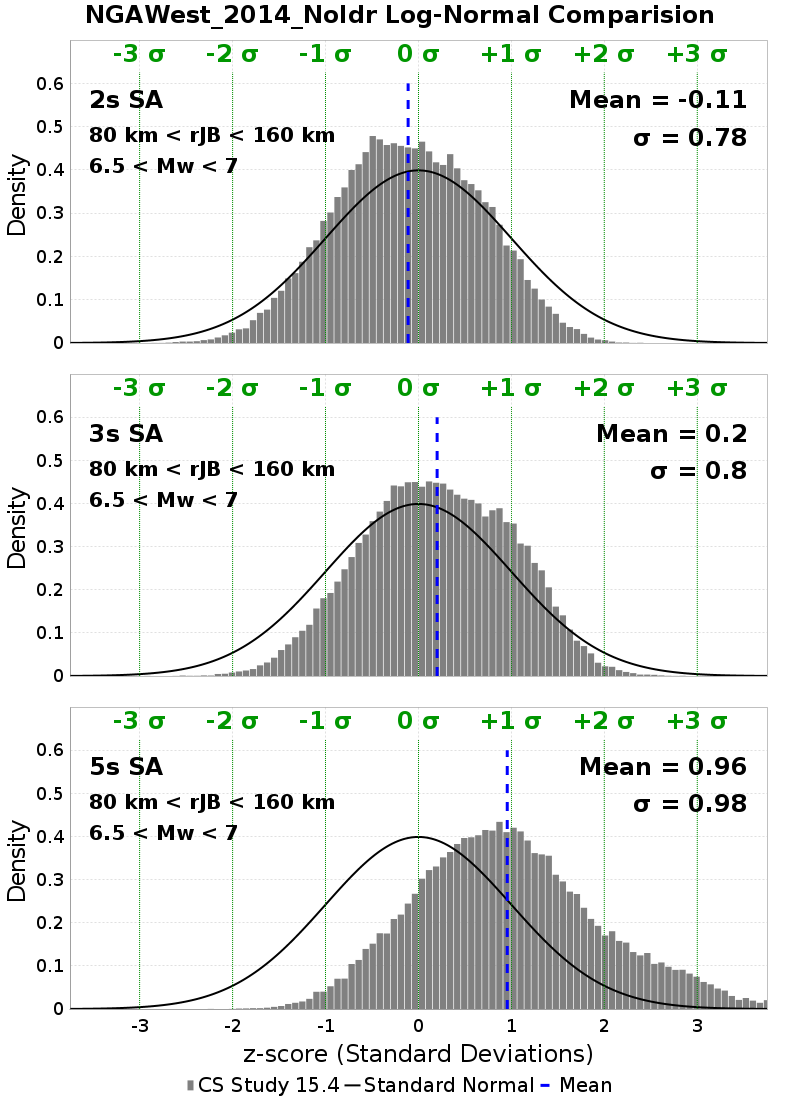 NGAWest_2014_NoIdr Log-Normal Comparision
-3 σ -2 σ -1 σ 0 σ +1 σ +2 σ +3 σ
0.6
2s SA Mean = -0.11
0.5
80 km < rJB < 160 km σ = 0.78
6.5 < Mw < 7
0.4
0.3
0.2
0.1
0
Density
-3 σ -2 σ -1 σ 0 σ +1 σ +2 σ +3 σ
0.6
3s SA Mean = 0.2
0.5
80 km < rJB < 160 km σ = 0.8
6.5 < Mw < 7
0.4
0.3
0.2
0.1
0
Density
-3 σ -2 σ -1 σ 0 σ +1 σ +2 σ +3 σ
0.6
5s SA Mean = 0.96
0.5
80 km < rJB < 160 km σ = 0.98
6.5 < Mw < 7
0.4
0.3
0.2
0.1
0
Density
-3 -2 -1 0 1 2 3
z-score (Standard Deviations)
CS Study 15.4 Standard Normal Mean